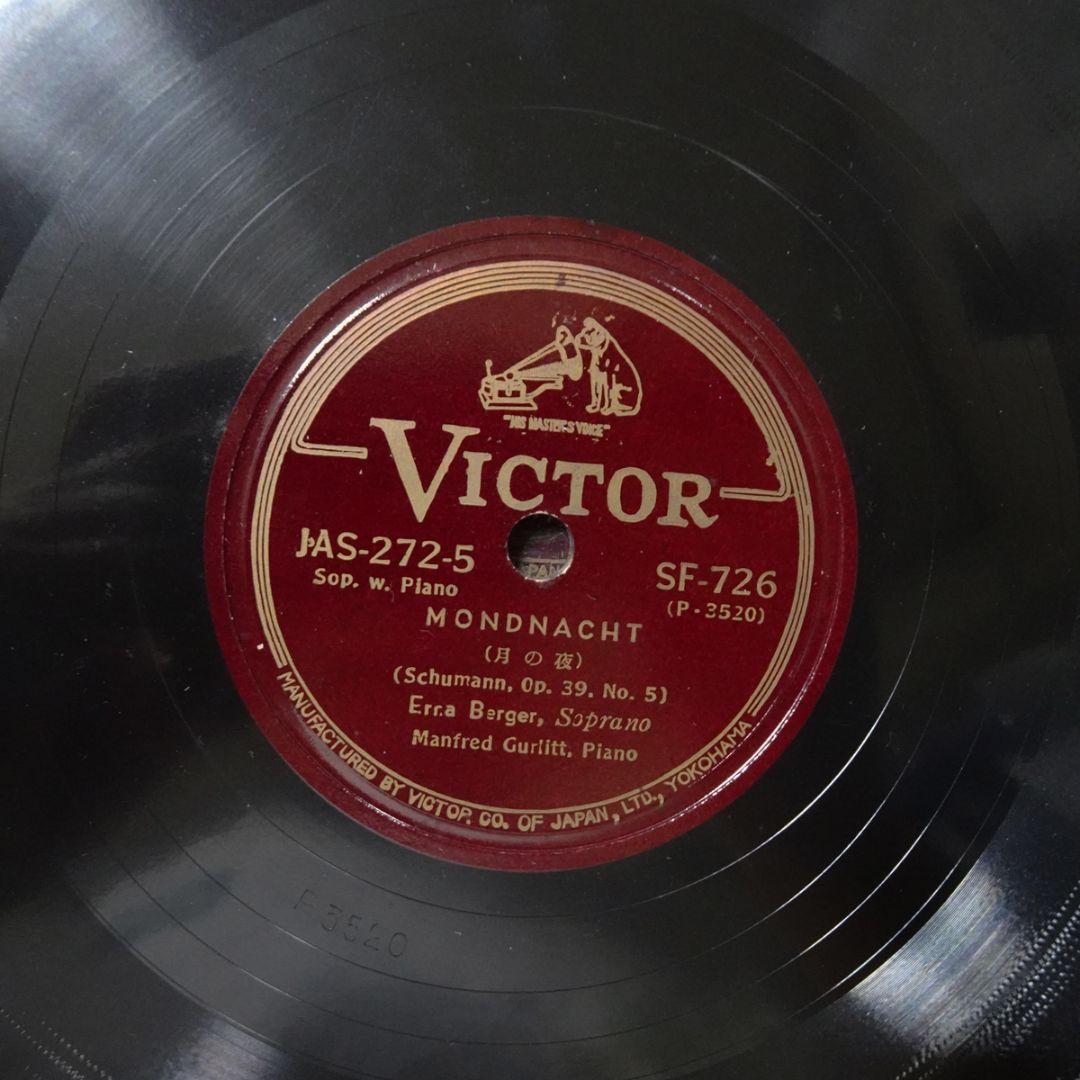 "HIS MASTER'S VOICE"
VICTOR
JAS-272-5
Sop. w. Piano
SF-726
(P-3520)
MONDNACHT
(月の夜)
(Schumann, Op. 39, No. 5)
Erna Berger, Soprano
Manfred Gurlitt, Piano
MANUFACTURED BY VICTOR CO. OF JAPAN, LTD., YOKOHAMA
P 3520